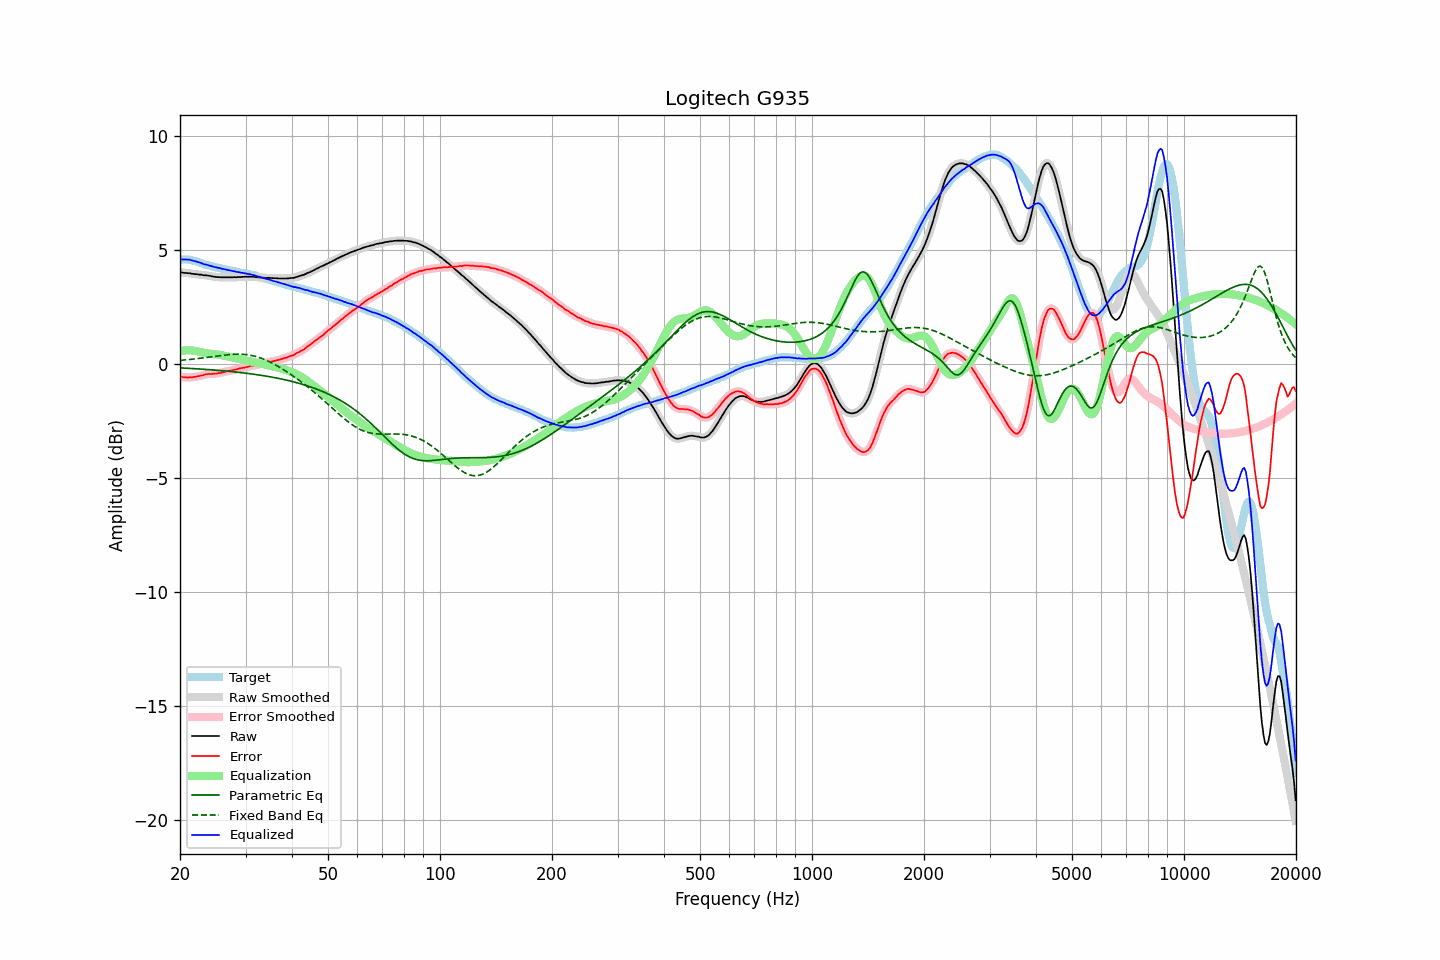 Logitech G935
10
5
0
−5
−10
−15
−20
Amplitude (dBr)
Target
Raw Smoothed
Error Smoothed
Raw
Error
Equalization
Parametric Eq
Fixed Band Eq
Equalized
20 50 100 200 500 1000 2000 5000 10000 20000
Frequency (Hz)